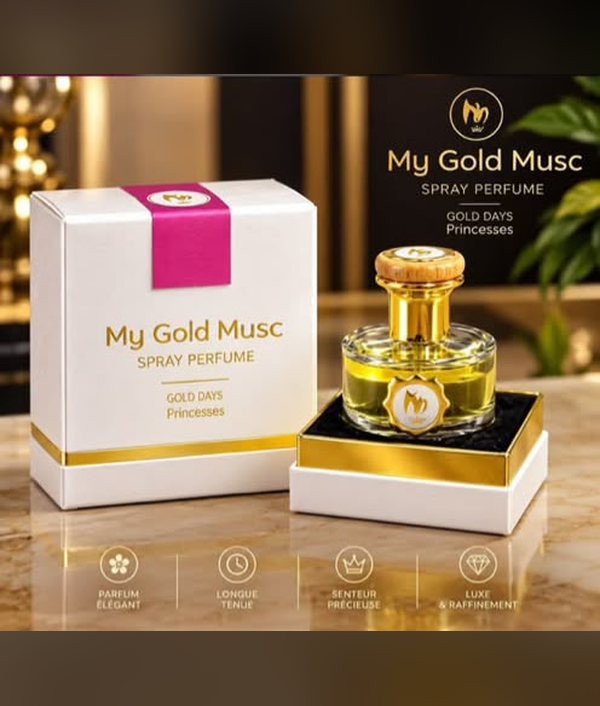 My Gold Musc
SPRAY PERFUME
GOLD DAYS
Princesses
My Gold Musc
SPRAY PERFUME
GOLD DAYS
Princesses
PARFUM
ÉLÉGANT
LONGUE
TENUE
SENTEUR
PRÉCIEUSE
LUXE
& RAFFINEMENT